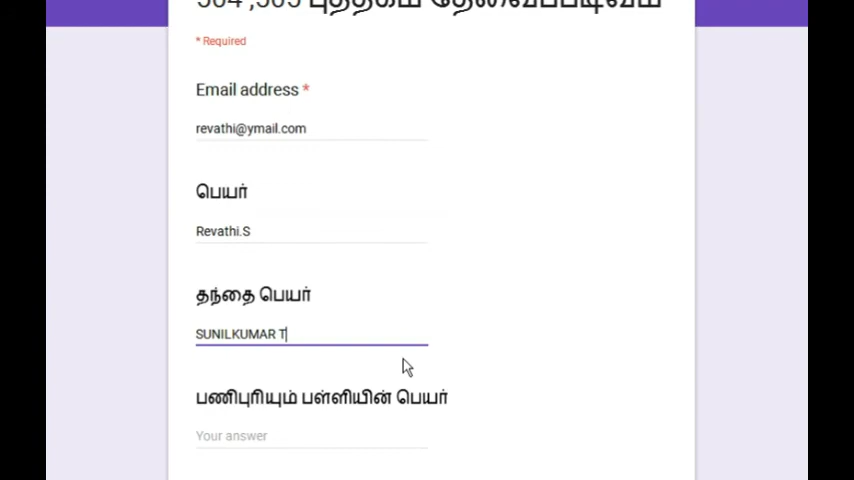 * Required
Email address *
revathi@ymail.com
பெயர்
Revathi.S
தந்தை பெயர்
SUNILKUMAR T
பணிபுரியும் பள்ளியின் பெயர்
Your answer